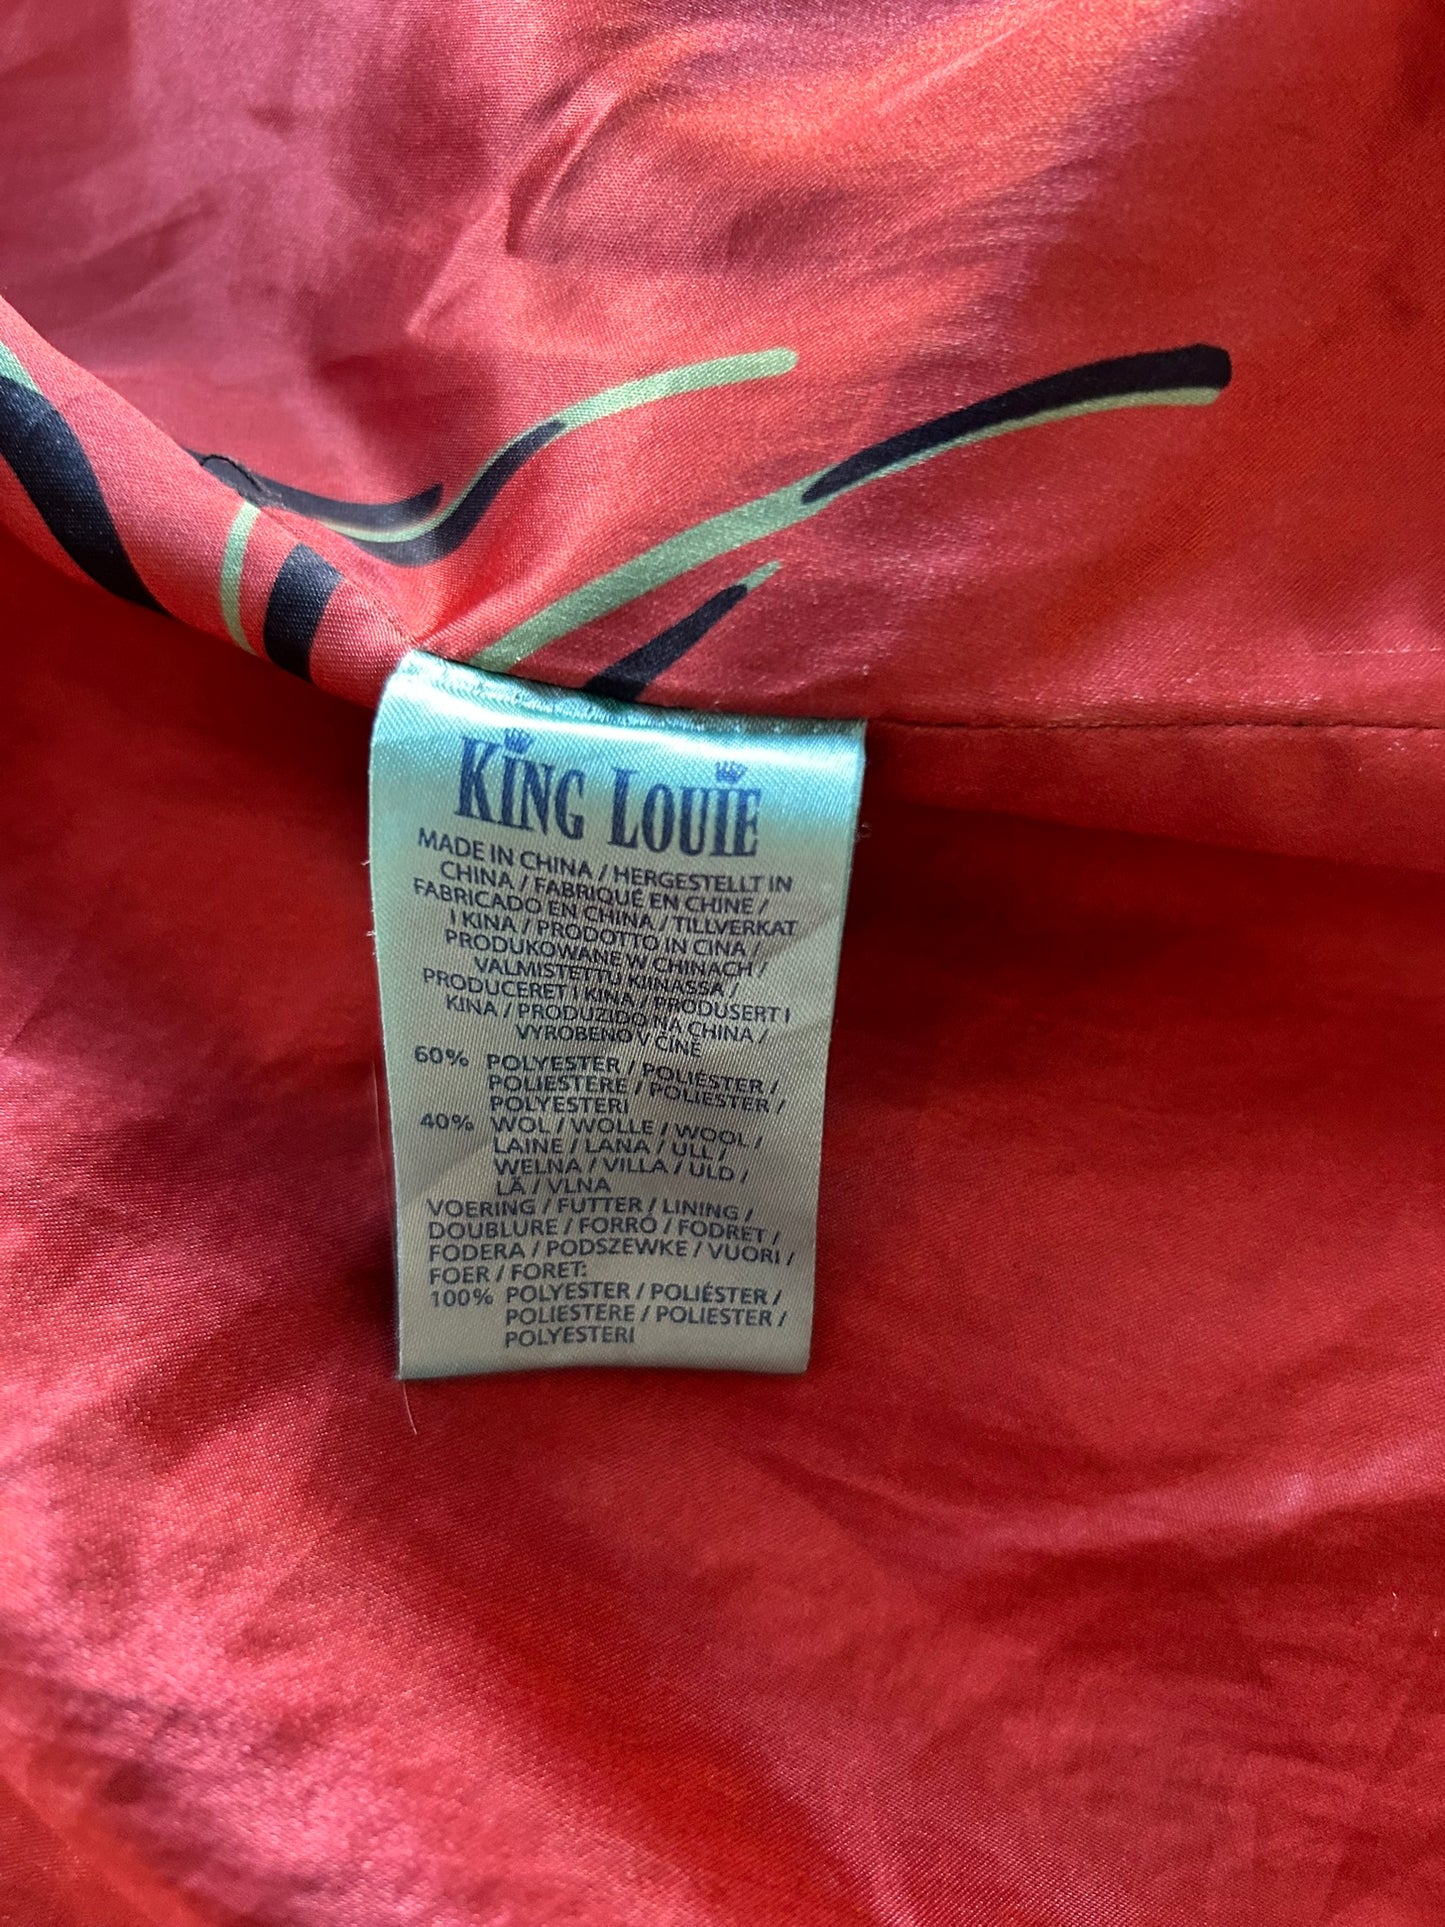 KING LOUIE
MADE IN CHINA / HERGESTELLT IN
CHINA / FABRIQUÉ EN CHINE /
FABRICADO EN CHINA / TILLVERKAT
I KINA / PRODOTTO IN CINA /
PRODUKOWANE W CHINACH /
VALMISTETTU KIINASSA /
PRODUCERET I KINA / PRODUSERT I
KINA / PRODUZIDO NA CHINA /
VYROBENO V ČÍNĚ
60% POLYESTER / POLIÉSTER /
POLIESTERE / POLIESTER /
POLYESTERI
40% WOL / WOLLE / WOOL /
LAINE / LANA / ULL /
WELNA / VILLA / ULD /
LÃ / VLNA
VOERING / FUTTER / LINING /
DOUBLURE / FORRO / FODRET /
FODERA / PODSZEWKE / VUORI /
FOER / FORET:
100% POLYESTER / POLIÉSTER /
POLIESTERE / POLIESTER /
POLYESTERI